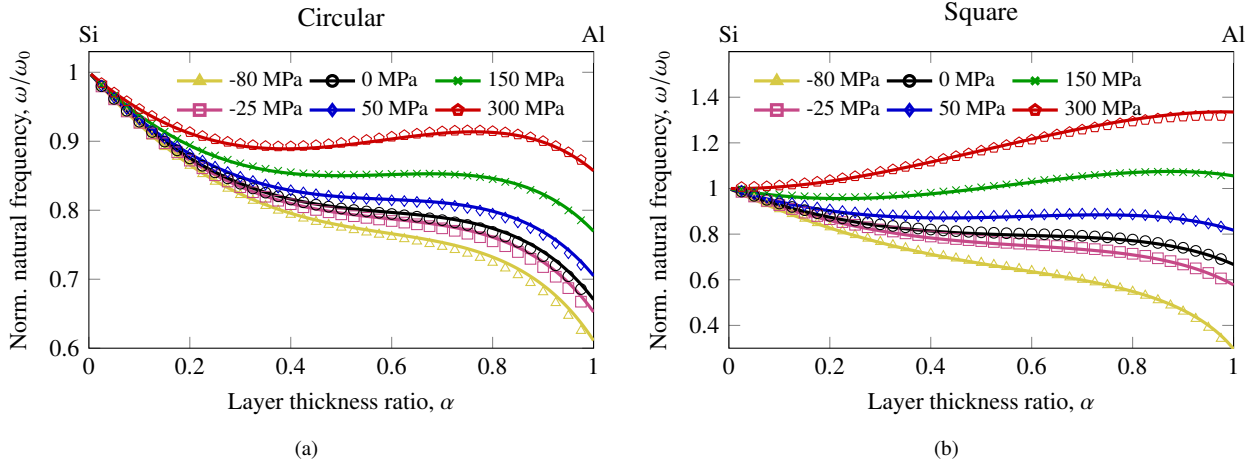 Circular
Si
Al
-80 MPa
0 MPa
150 MPa
-25 MPa
50 MPa
300 MPa
1
0.9
0.8
0.7
0.6
Norm. natural frequency, ω/ω₀
0
0.2
0.4
0.6
0.8
1
Layer thickness ratio, α
(a)
Square
Si
Al
-80 MPa
0 MPa
150 MPa
-25 MPa
50 MPa
300 MPa
1.4
1.2
1
0.8
0.6
0.4
Norm. natural frequency, ω/ω₀
0
0.2
0.4
0.6
0.8
1
Layer thickness ratio, α
(b)